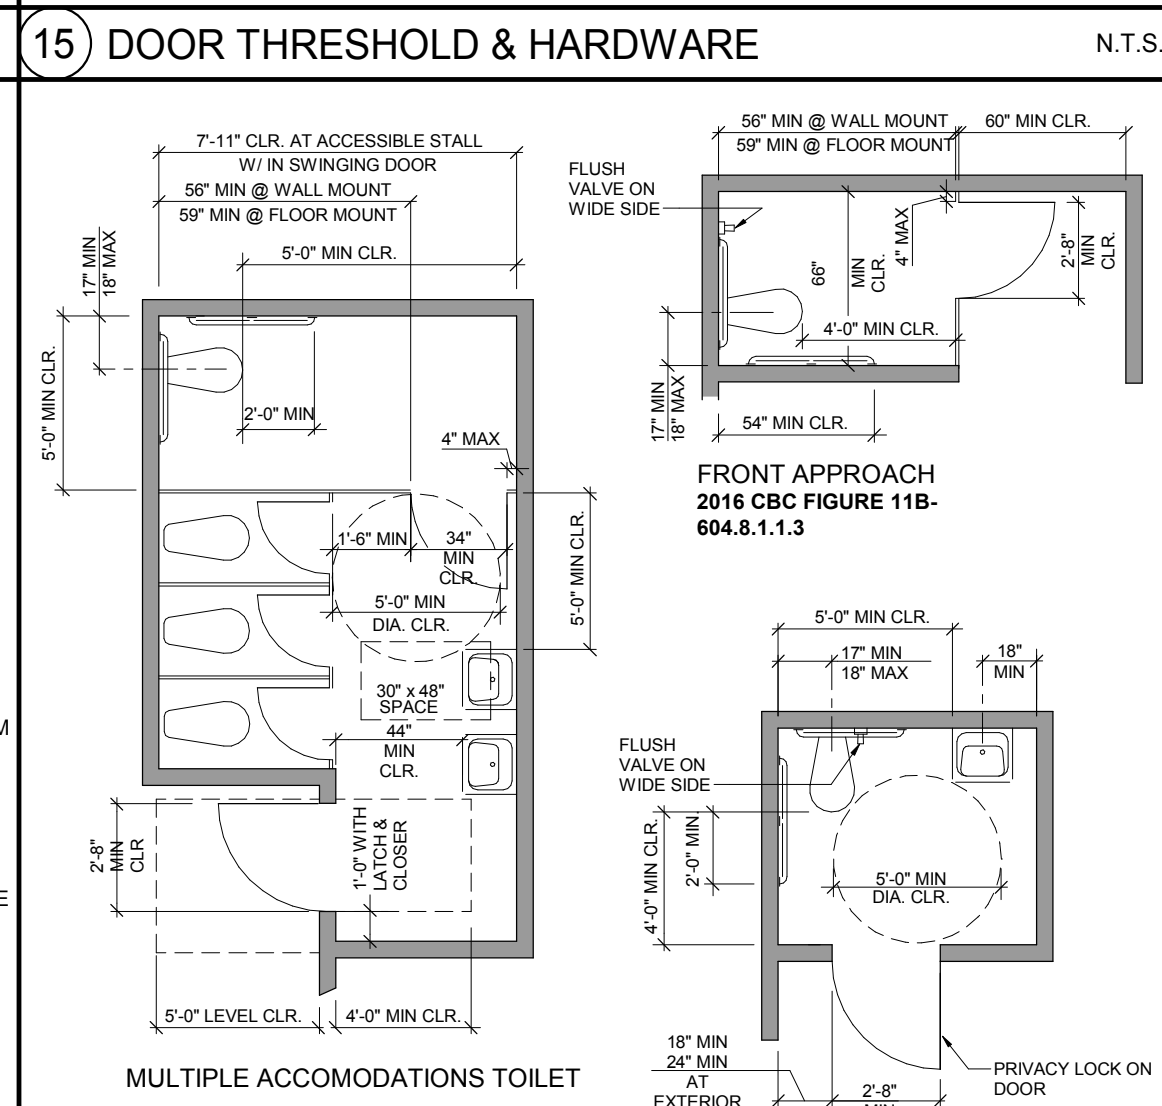 15 DOOR THRESHOLD & HARDWARE
N.T.S.
7'-11" CLR. AT ACCESSIBLE STALL
W/ IN SWINGING DOOR
56" MIN @ WALL MOUNT
59" MIN @ FLOOR MOUNT
5'-0" MIN CLR.
17" MIN
18" MAX
5'-0" MIN CLR.
2'-0" MIN
4" MAX
1'-6" MIN
34"
MIN
CLR.
5'-0" MIN CLR.
5'-0" MIN
DIA. CLR.
30" x 48"
SPACE
44"
MIN
CLR.
2'-8"
MIN
CLR
1'-0" WITH
LATCH &
CLOSER
5'-0" LEVEL CLR.
4'-0" MIN CLR.
MULTIPLE ACCOMODATIONS TOILET
M
E
56" MIN @ WALL MOUNT
59" MIN @ FLOOR MOUNT
60" MIN CLR.
FLUSH
VALVE ON
WIDE SIDE
66"
MIN
CLR.
4" MAX
2'-8"
MIN
CLR.
4'-0" MIN CLR.
17" MIN
18" MAX
54" MIN CLR.
FRONT APPROACH
2016 CBC FIGURE 11B-
604.8.1.1.3
5'-0" MIN CLR.
17" MIN
18" MAX
18"
MIN
FLUSH
VALVE ON
WIDE SIDE
4'-0" MIN CLR.
2'-0" MIN.
5'-0" MIN
DIA. CLR.
18" MIN
24" MIN
AT
EXTERIOR
2'-8"
MIN
PRIVACY LOCK ON
DOOR